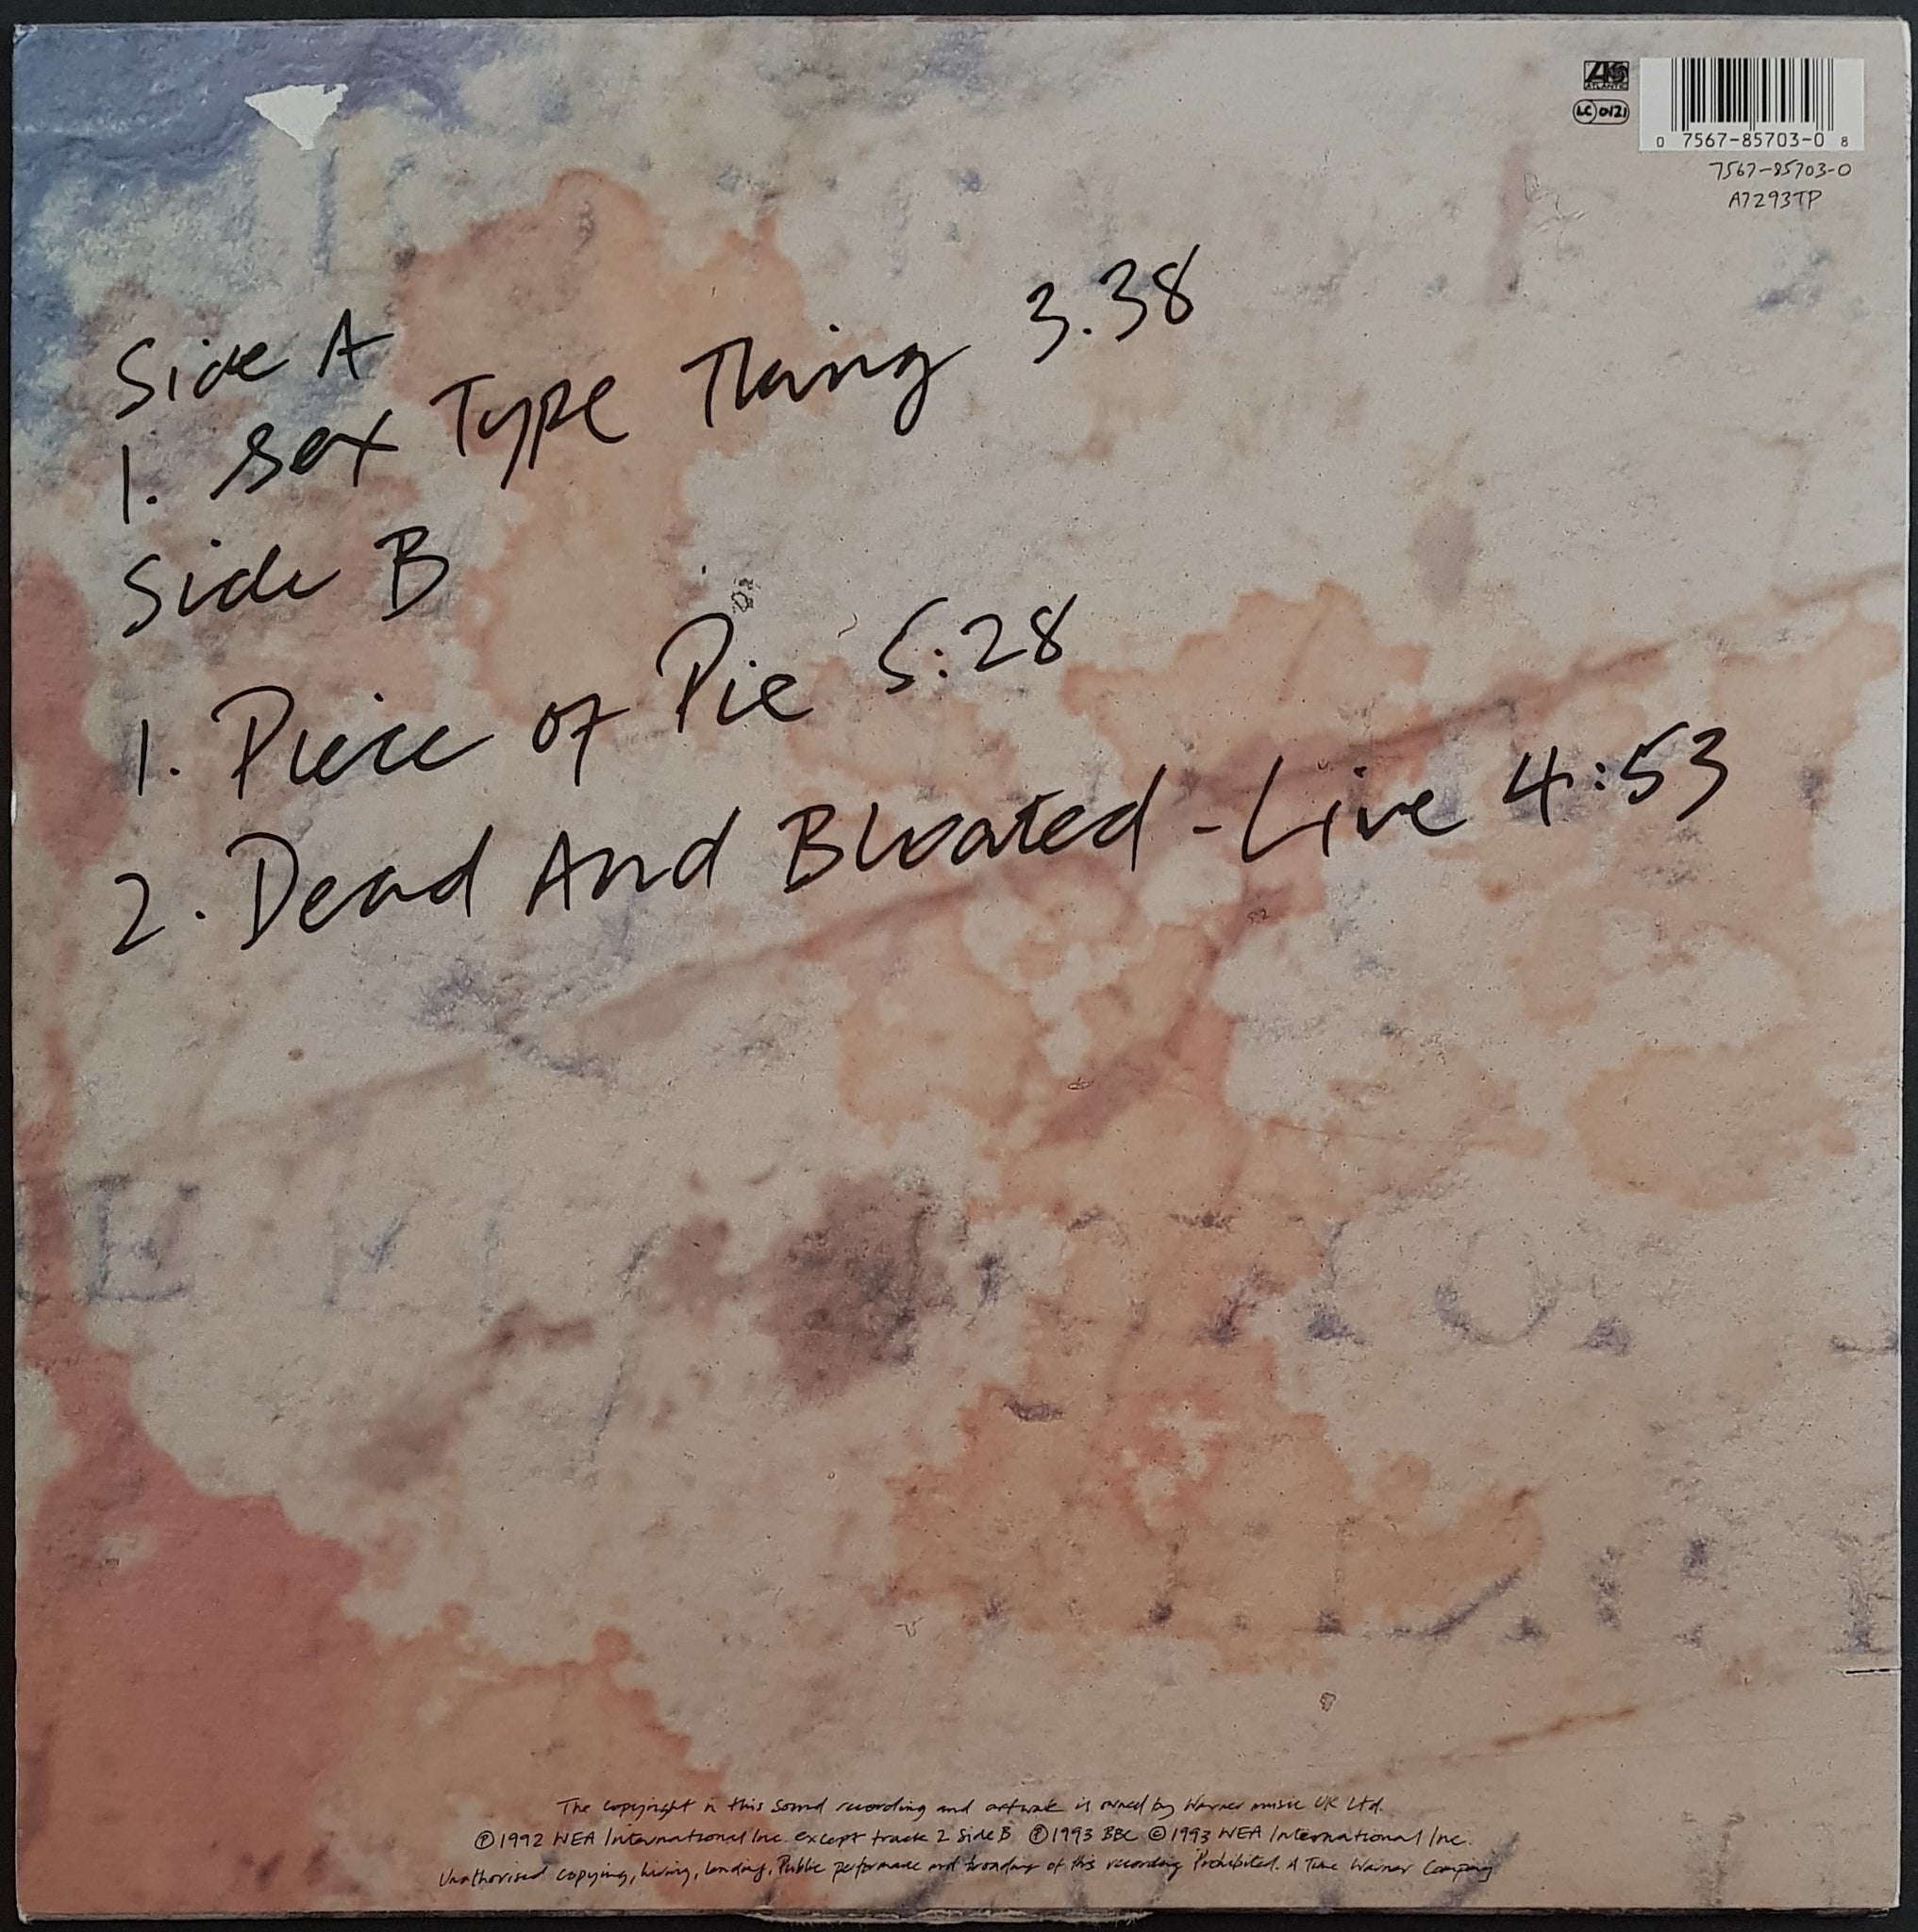 ATLANTIC
LC 0121
0 7567-85703-0 8
7567-85703-0
A7293TP
Side A
1. Sex Type Thing 3.38
Side B
1. Piece of Pie 5:28
2. Dead And Bloated - Live 4:53
The copyright in this sound recording and artwork is owned by Warner music UK Ltd.
℗1992 WEA International Inc. except track 2 side B ℗1993 BBC ©1993 WEA International Inc.
Unauthorised copying, hiring, lending, Public performance and broadcasting of this recording Prohibited. A Time Warner Company